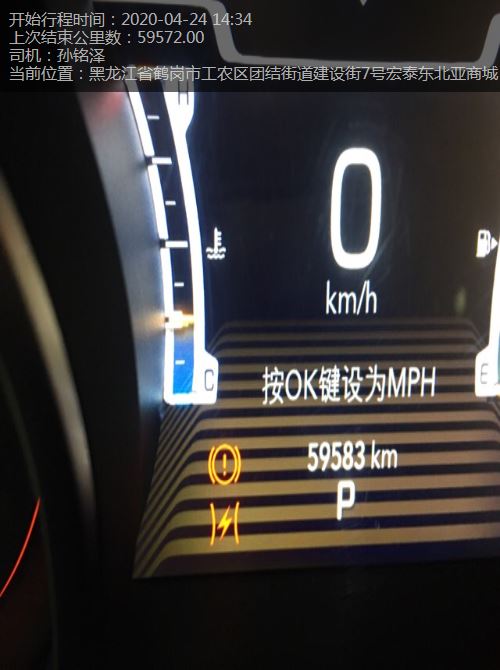 开始行程时间：2020-04-24 14:34
上次结束公里数：59572.00
司机：孙铭泽
当前位置：黑龙江省鹤岗市工农区团结街道建设街7号宏泰东北亚商城
H
0
km/h
C
E
按OK键设为MPH
59583 km
P